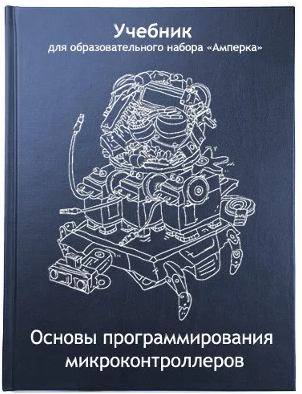 Учебник
для образовательного набора «Амперка»
Основы программирования
микроконтроллеров